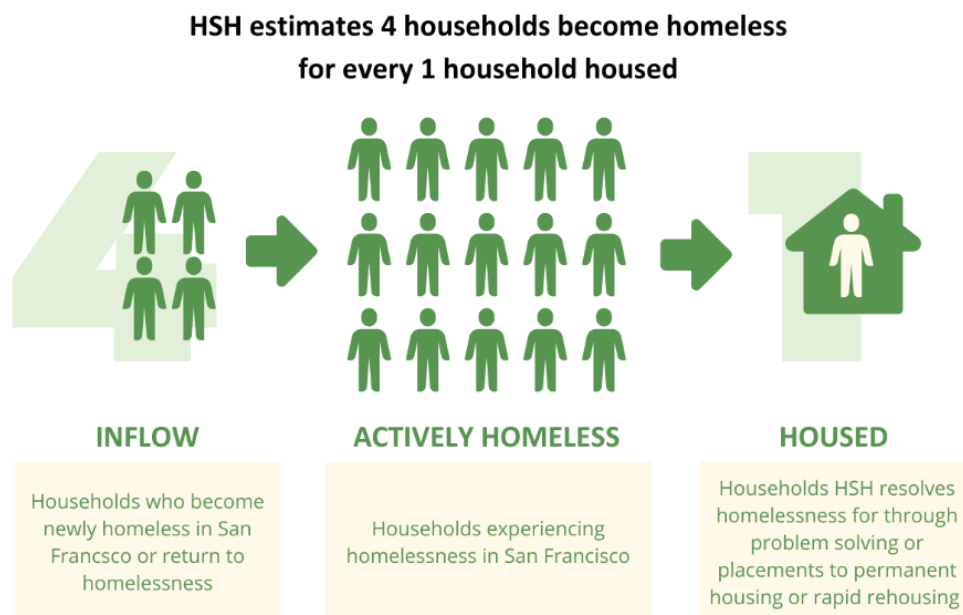 HSH estimates 4 households become homeless
for every 1 household housed
4
1
INFLOW
ACTIVELY HOMELESS
HOUSED
Households who become
newly homeless in San
Francsco or return to
homelessness
Households experiencing
homelessness in San Francisco
Households HSH resolves
homelessness for through
problem solving or
placements to permanent
housing or rapid rehousing